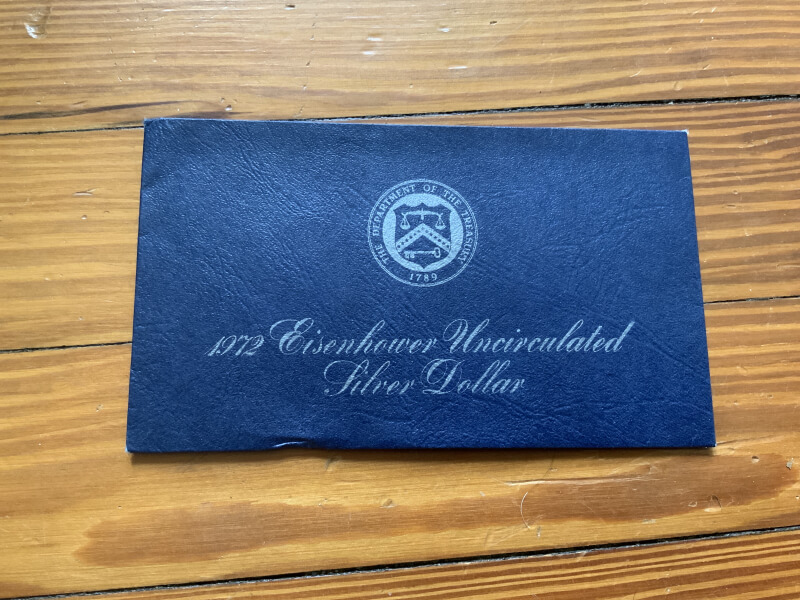 THE DEPARTMENT OF THE TREASURY
1789
1972 Eisenhower Uncirculated
Silver Dollar